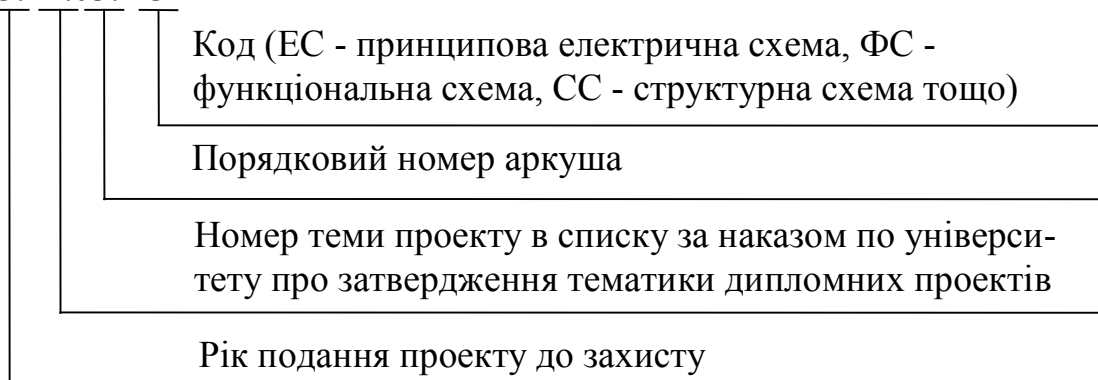 Код (ЕС - принципова електрична схема, ФС -
функціональна схема, СС - структурна схема тощо)
Порядковий номер аркуша
Номер теми проекту в списку за наказом по універси-
тету про затвердження тематики дипломних проектів
Рік подання проекту до захисту